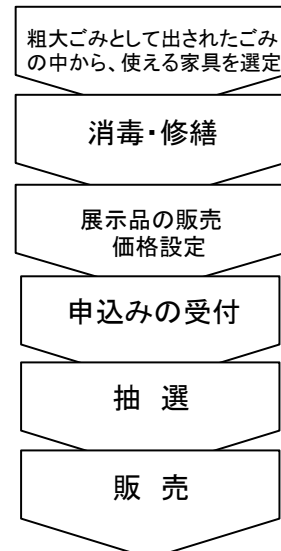 粗大ごみとして出されたごみ
の中から、使える家具を選定
消毒・修繕
展示品の販売
価格設定
申込みの受付
抽　選
販　売